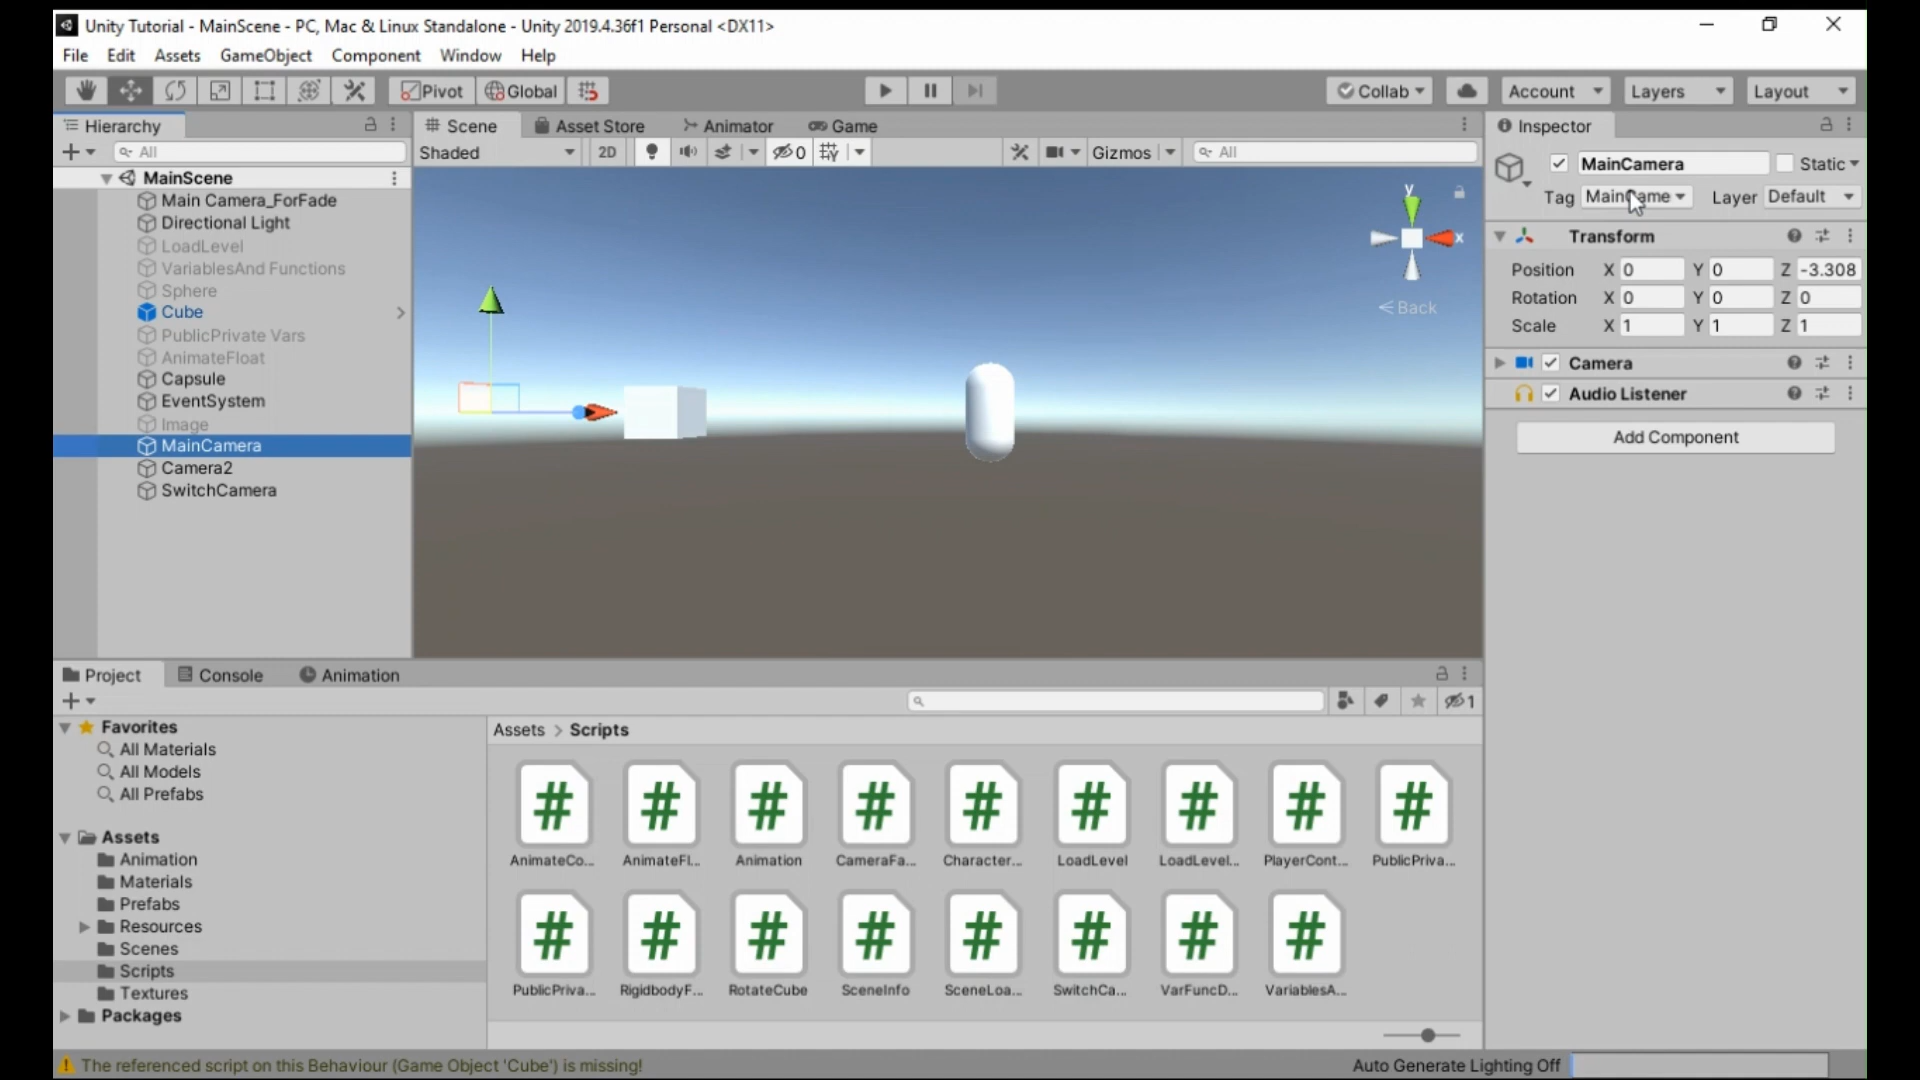 Unity Tutorial - MainScene - PC, Mac & Linux Standalone - Unity 2019.4.36f1 Personal <DX11>
File Edit Assets GameObject Component Window Help
Pivot Global Collab Account Layers Layout
Hierarchy
All
MainScene
Main Camera_ForFade
Directional Light
LoadLevel
VariablesAnd Functions
Sphere
Cube
PublicPrivate Vars
AnimateFloat
Capsule
EventSystem
Image
MainCamera
Camera2
SwitchCamera
Scene Asset Store Animator Game
Shaded 2D 0 Gizmos All
y
x
Back
Inspector
MainCamera Static
Tag MainCame Layer Default
Transform
Position X 0 Y 0 Z -3.308
Rotation X 0 Y 0 Z 0
Scale X 1 Y 1 Z 1
Camera
Audio Listener
Add Component
Project Console Animation
1
Favorites
All Materials
All Models
All Prefabs
Assets
Animation
Materials
Prefabs
Resources
Scenes
Scripts
Textures
Packages
Assets > Scripts
# # # # # # # # #
AnimateCo... AnimateFl... Animation CameraFa... Character... LoadLevel LoadLevel... PlayerCont... PublicPriva...
# # # # # # # #
PublicPriva... RigidbodyF... RotateCube SceneInfo SceneLoa... SwitchCa... VarFuncD... VariablesA...
The referenced script on this Behaviour (Game Object 'Cube') is missing!
Auto Generate Lighting Off